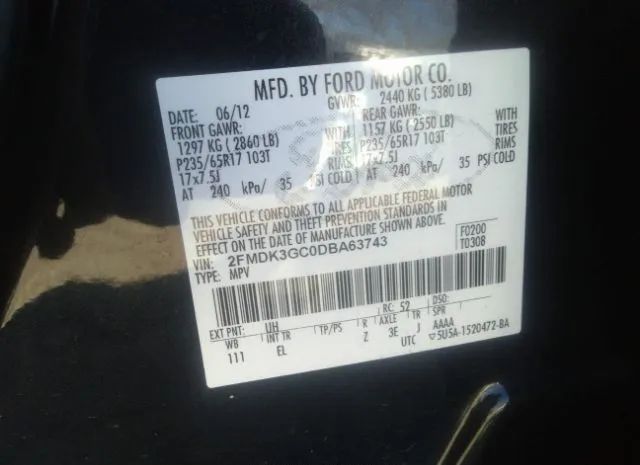 MFD. BY FORD MOTOR CO.
DATE: 06/12 GVWR: 2440 KG (5380 LB)
FRONT GAWR: REAR GAWR:
1297 KG (2860 LB) WITH 1157 KG (2550 LB) WITH
P235/65R17 103T TIRES P235/65R17 103T TIRES
17x7.5J RIMS 17x7.5J RIMS
AT 240 kPa/ 35 PSI COLD AT 240 kPa/ 35 PSI COLD
THIS VEHICLE CONFORMS TO ALL APPLICABLE FEDERAL MOTOR
VEHICLE SAFETY AND THEFT PREVENTION STANDARDS IN
EFFECT ON THE DATE OF MANUFACTURE SHOWN ABOVE.
VIN: 2FMDK3GC0DBA63743 F0200
TYPE: MPV T0308
RC: 52 DSO:
EXT PNT: UH
WB INT TR TP/PS R AXLE TR SPR
111 EL Z 3E J AAAA
UTC ▽5U5A-1520472-BA